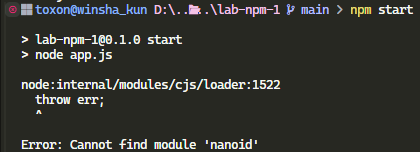 toxon@winsha_kun D:\..\..\lab-npm-1 main > npm start
> lab-npm-1@0.1.0 start
> node app.js
node:internal/modules/cjs/loader:1522
throw err;
^
Error: Cannot find module 'nanoid'